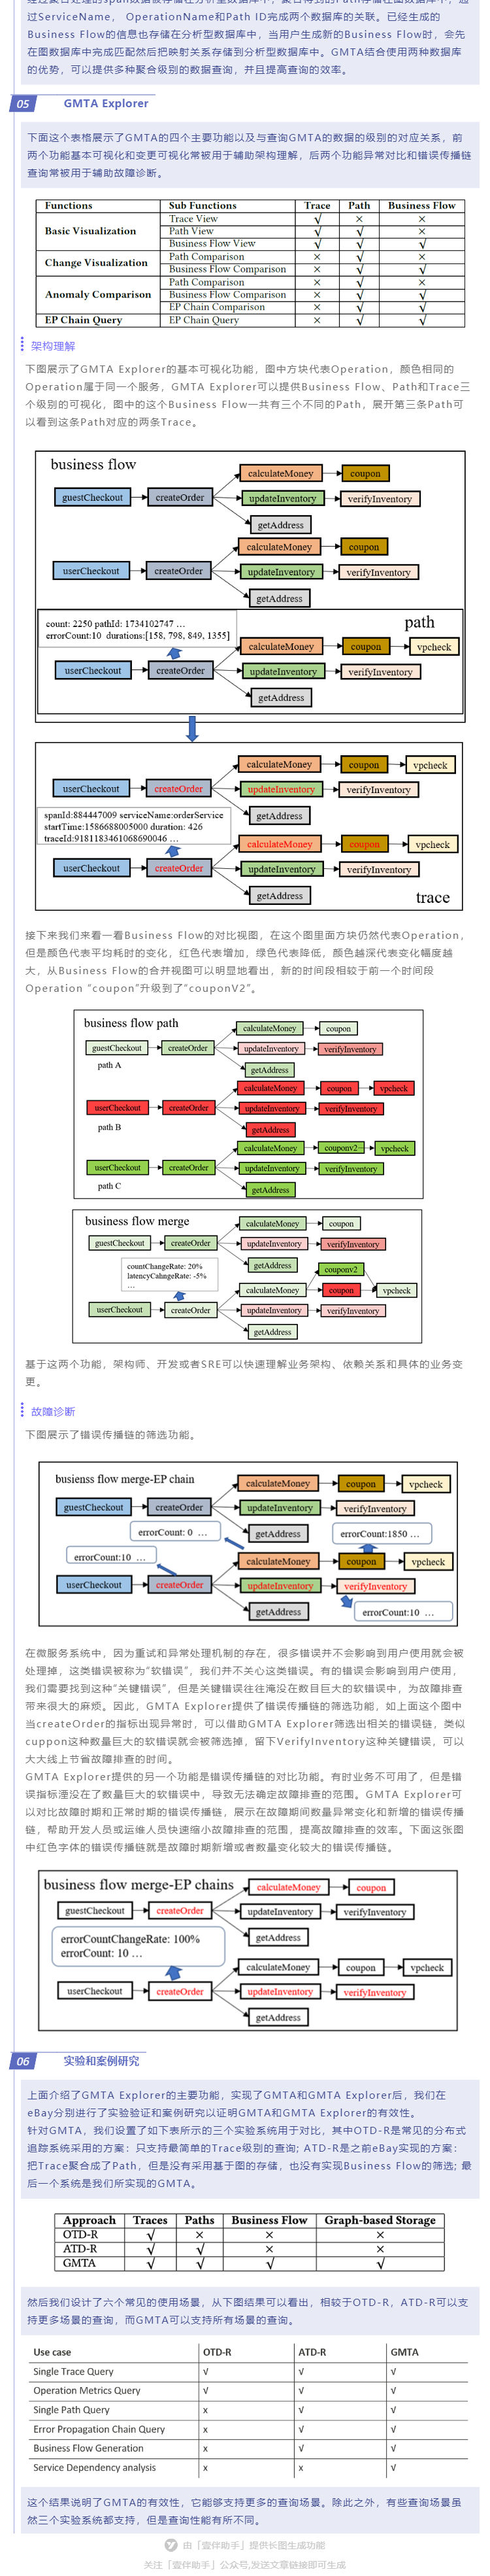 经过聚合处理的span数据被存储在分析型数据库中，聚合得到的Path存储在图数据库中，通
过ServiceName， OperationName和Path ID完成两个数据库的关联。已经生成的
Business Flow的信息也存储在分析型数据库中，当用户生成新的Business Flow时，会先
在图数据库中完成匹配然后把映射关系存储到分析型数据库中。GMTA结合使用两种数据库
的优势，可以提供多种聚合级别的数据查询，并且提高查询的效率。
05 GMTA Explorer
下面这个表格展示了GMTA的四个主要功能以及与查询GMTA的数据的级别的对应关系，前
两个功能基本可视化和变更可视化常被用于辅助架构理解，后两个功能异常对比和错误传播链
查询常被用于辅助故障诊断。
Functions Sub Functions Trace Path Business Flow
Basic Visualization Trace View √ × ×
Path View √ √ ×
Business Flow View √ √ √
Change Visualization Path Comparison × √ ×
Business Flow Comparison × √ √
Anomaly Comparison Path Comparison × √ ×
Business Flow Comparison × √ √
EP Chain Comparison × √ √
EP Chain Query EP Chain Query × √ √
架构理解
下图展示了GMTA Explorer的基本可视化功能，图中方块代表Operation，颜色相同的
Operation属于同一个服务，GMTA Explorer可以提供Business Flow、Path和Trace三
个级别的可视化，图中的这个Business Flow一共有三个不同的Path，展开第三条Path可
以看到这条Path对应的两条Trace。
business flow
calculateMoney coupon
guestCheckout createOrder updateInventory verifyInventory
getAddress
calculateMoney coupon
userCheckout createOrder updateInventory verifyInventory
getAddress
count: 2250 pathId: 1734102747 ...
errorCount:10 durations:[158, 798, 849, 1355]
path
calculateMoney coupon vpcheck
userCheckout createOrder updateInventory verifyInventory
getAddress
calculateMoney coupon vpcheck
userCheckout createOrder updateInventory verifyInventory
getAddress
spanId:884447009 serviceName:orderService
startTime:1586688005000 duration: 426
traceId:9181183461068690046 ...
calculateMoney coupon vpcheck
userCheckout createOrder updateInventory verifyInventory
getAddress
trace
接下来我们来看一看Business Flow的对比视图，在这个图里面方块仍然代表Operation，
但是颜色代表平均耗时的变化，红色代表增加，绿色代表降低，颜色越深代表变化幅度越
大，从Business Flow的合并视图可以明显地看出，新的时间段相较于前一个时间段
Operation “coupon”升级到了“couponV2”。
business flow path
calculateMoney coupon
guestCheckout createOrder updateInventory verifyInventory
path A getAddress
calculateMoney coupon vpcheck
userCheckout createOrder updateInventory verifyInventory
path B getAddress
calculateMoney couponv2 vpcheck
userCheckout createOrder updateInventory verifyInventory
path C getAddress
business flow merge
calculateMoney coupon
guestCheckout createOrder updateInventory verifyInventory
getAddress
countChangeRate: 20%
latencyCahngeRate: -5%
...
couponv2
calculateMoney coupon vpcheck
userCheckout createOrder updateInventory verifyInventory
getAddress
基于这两个功能，架构师、开发或者SRE可以快速理解业务架构、依赖关系和具体的业务变
更。
故障诊断
下图展示了错误传播链的筛选功能。
busienss flow merge-EP chain
calculateMoney coupon vpcheck
guestCheckout createOrder updateInventory verifyInventory
getAddress
errorCount: 0 ...
errorCount:1850 ...
errorCount:10 ...
calculateMoney coupon vpcheck
userCheckout createOrder updateInventory verifyInventory
getAddress
errorCount:10 ...
在微服务系统中，因为重试和异常处理机制的存在，很多错误并不会影响到用户使用就会被
处理掉，这类错误被称为“软错误”，我们并不关心这类错误。有的错误会影响到用户使用，
我们需要找到这种“关键错误”，但是关键错误往往淹没在数目巨大的软错误中，为故障排查
带来很大的麻烦。因此，GMTA Explorer提供了错误传播链的筛选功能，如上面这个图中
当createOrder的指标出现异常时，可以借助GMTA Explorer筛选出相关的错误链，类似
cuppon这种数量巨大的软错误就会被筛选掉，留下VerifyInventory这种关键错误，可以
大大线上节省故障排查的时间。
GMTA Explorer提供的另一个功能是错误传播链的对比功能。有时业务不可用了，但是错
误指标湮没在了数量巨大的软错误中，导致无法确定故障排查的范围。GMTA Explorer可
以对比故障时期和正常时期的错误传播链，展示在故障期间数量异常变化和新增的错误传播
链，帮助开发人员或运维人员快速缩小故障排查的范围，提高故障排查的效率。下面这张图
中红色字体的错误传播链就是故障时期新增或者数量变化较大的错误传播链。
business flow merge-EP chains
calculateMoney coupon
guestCheckout createOrder updateInventory verifyInventory
getAddress
errorCountChangeRate: 100%
errorCount: 10 ...
calculateMoney coupon vpcheck
userCheckout createOrder updateInventory verifyInventory
getAddress
06 实验和案例研究
上面介绍了GMTA Explorer的主要功能，实现了GMTA和GMTA Explorer后，我们在
eBay分别进行了实验验证和案例研究以证明GMTA和GMTA Explorer的有效性。
针对GMTA，我们设置了如下表所示的三个实验系统用于对比，其中OTD-R是常见的分布式
追踪系统采用的方案：只支持最简单的Trace级别的查询; ATD-R是之前eBay实现的方案：
把Trace聚合成了Path，但是没有采用基于图的存储，也没有实现Business Flow的筛选; 最
后一个系统是我们所实现的GMTA。
Approach Traces Paths Business Flow Graph-based Storage
OTD-R √ × × ×
ATD-R √ √ × ×
GMTA √ √ √ √
然后我们设计了六个常见的使用场景，从下图结果可以看出，相较于OTD-R，ATD-R可以支
持更多场景的查询，而GMTA可以支持所有场景的查询。
Use case OTD-R ATD-R GMTA
Single Trace Query √ √ √
Operation Metrics Query √ √ √
Single Path Query x √ √
Error Propagation Chain Query x √ √
Business Flow Generation x √ √
Service Dependency analysis x x √
这个结果说明了GMTA的有效性，它能够支持更多的查询场景。除此之外，有些查询场景虽
然三个实验系统都支持，但是查询性能有所不同。
由「壹伴助手」提供长图生成功能
关注「壹伴助手」公众号,发送文章链接即可生成